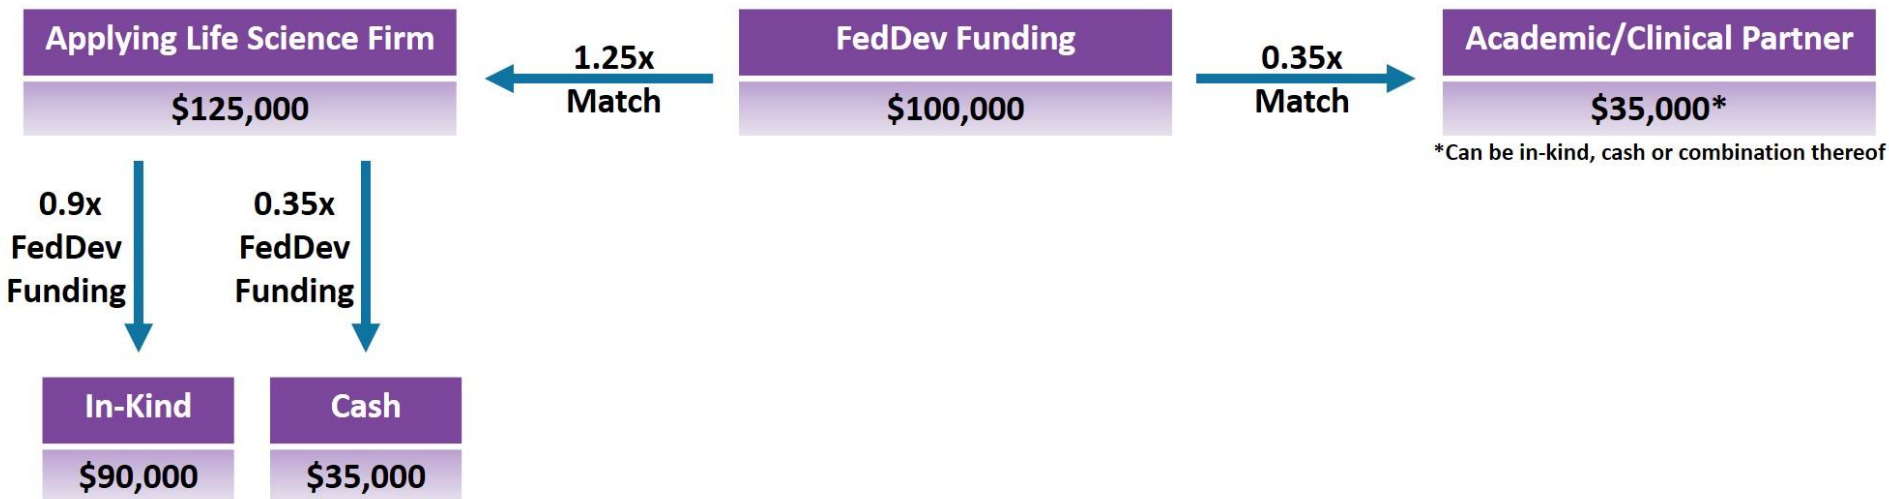 Applying Life Science Firm
$125,000
1.25x
Match
FedDev Funding
$100,000
0.35x
Match
Academic/Clinical Partner
$35,000*
*Can be in-kind, cash or combination thereof
0.9x
FedDev
Funding
0.35x
FedDev
Funding
In-Kind
$90,000
Cash
$35,000